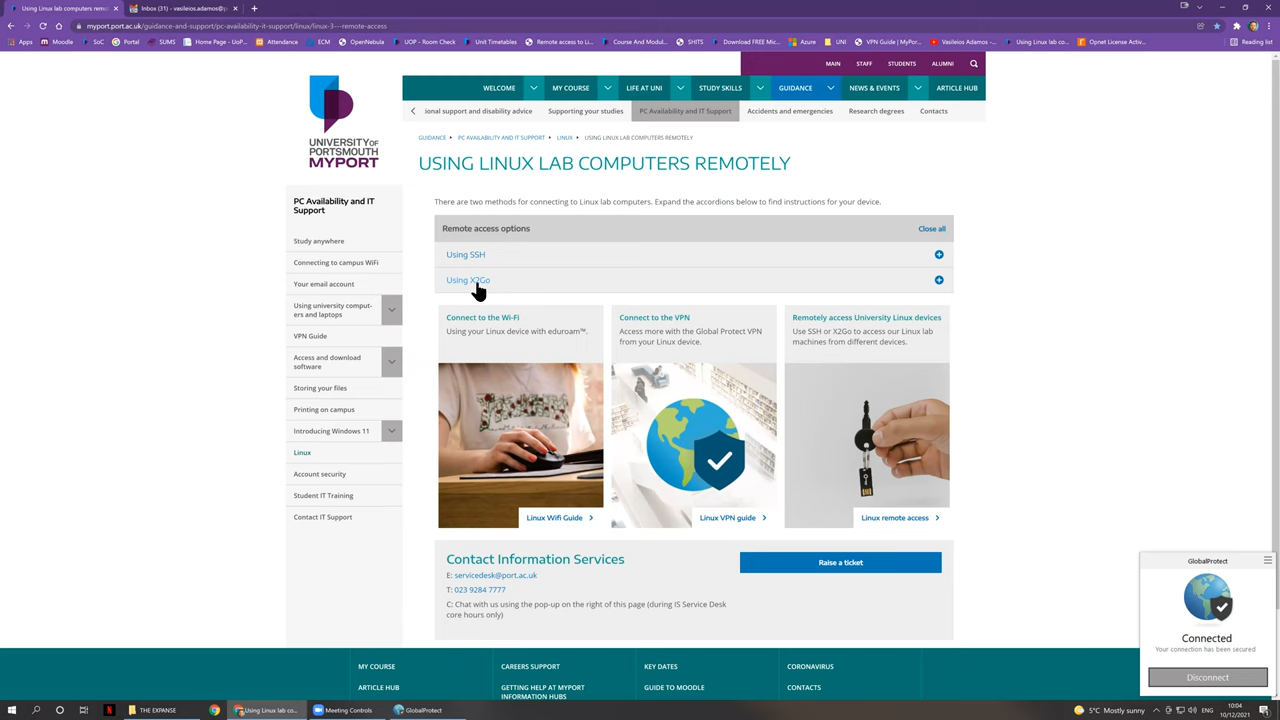 Using Linux lab computers remo
Inbox (31) - vasileios.adamos@p
myport.port.ac.uk/guidance-and-support/pc-availability-it-support/linux/linux-3---remote-access
Apps
Moodle
SoC
Portal
SUMS
Home Page - UoP...
Attendance
ECM
OpenNebula
UOP - Room Check
Unit Timetables
Remote access to Li...
Course And Modul...
SHITS
Download FREE Mic...
Azure
UNI
VPN Guide | MyPor...
Vasileios Adamos -...
Using Linux lab co...
Opnet License Activ...
Reading list
MAIN
STAFF
STUDENTS
ALUMNI
WELCOME
MY COURSE
LIFE AT UNI
STUDY SKILLS
GUIDANCE
NEWS & EVENTS
ARTICLE HUB
ional support and disability advice
Supporting your studies
PC Availability and IT Support
Accidents and emergencies
Research degrees
Contacts
UNIVERSITY OF
PORTSMOUTH
MYPORT
GUIDANCE
PC AVAILABILITY AND IT SUPPORT
LINUX
USING LINUX LAB COMPUTERS REMOTELY
USING LINUX LAB COMPUTERS REMOTELY
PC Availability and IT
Support
Study anywhere
Connecting to campus WiFi
Your email account
Using university comput-
ers and laptops
VPN Guide
Access and download
software
Storing your files
Printing on campus
Introducing Windows 11
Linux
Account security
Student IT Training
Contact IT Support
There are two methods for connecting to Linux lab computers. Expand the accordions below to find instructions for your device.
Remote access options
Close all
Using SSH
Using X2Go
Connect to the Wi-Fi
Using your Linux device with eduroam™.
Linux Wifi Guide
Connect to the VPN
Access more with the Global Protect VPN
from your Linux device.
Linux VPN guide
Remotely access University Linux devices
Use SSH or X2Go to access our Linux lab
machines from different devices.
Linux remote access
Contact Information Services
E: servicedesk@port.ac.uk
T: 023 9284 7777
C: Chat with us using the pop-up on the right of this page (during IS Service Desk
core hours only)
Raise a ticket
MY COURSE
CAREERS SUPPORT
KEY DATES
CORONAVIRUS
ARTICLE HUB
GETTING HELP AT MYPORT
INFORMATION HUBS
GUIDE TO MOODLE
CONTACTS
GlobalProtect
Connected
Your connection has been secured
Disconnect
THE EXPANSE
Using Linux lab co...
Meeting Controls
GlobalProtect
5°C Mostly sunny
ENG
10:04
10/12/2021